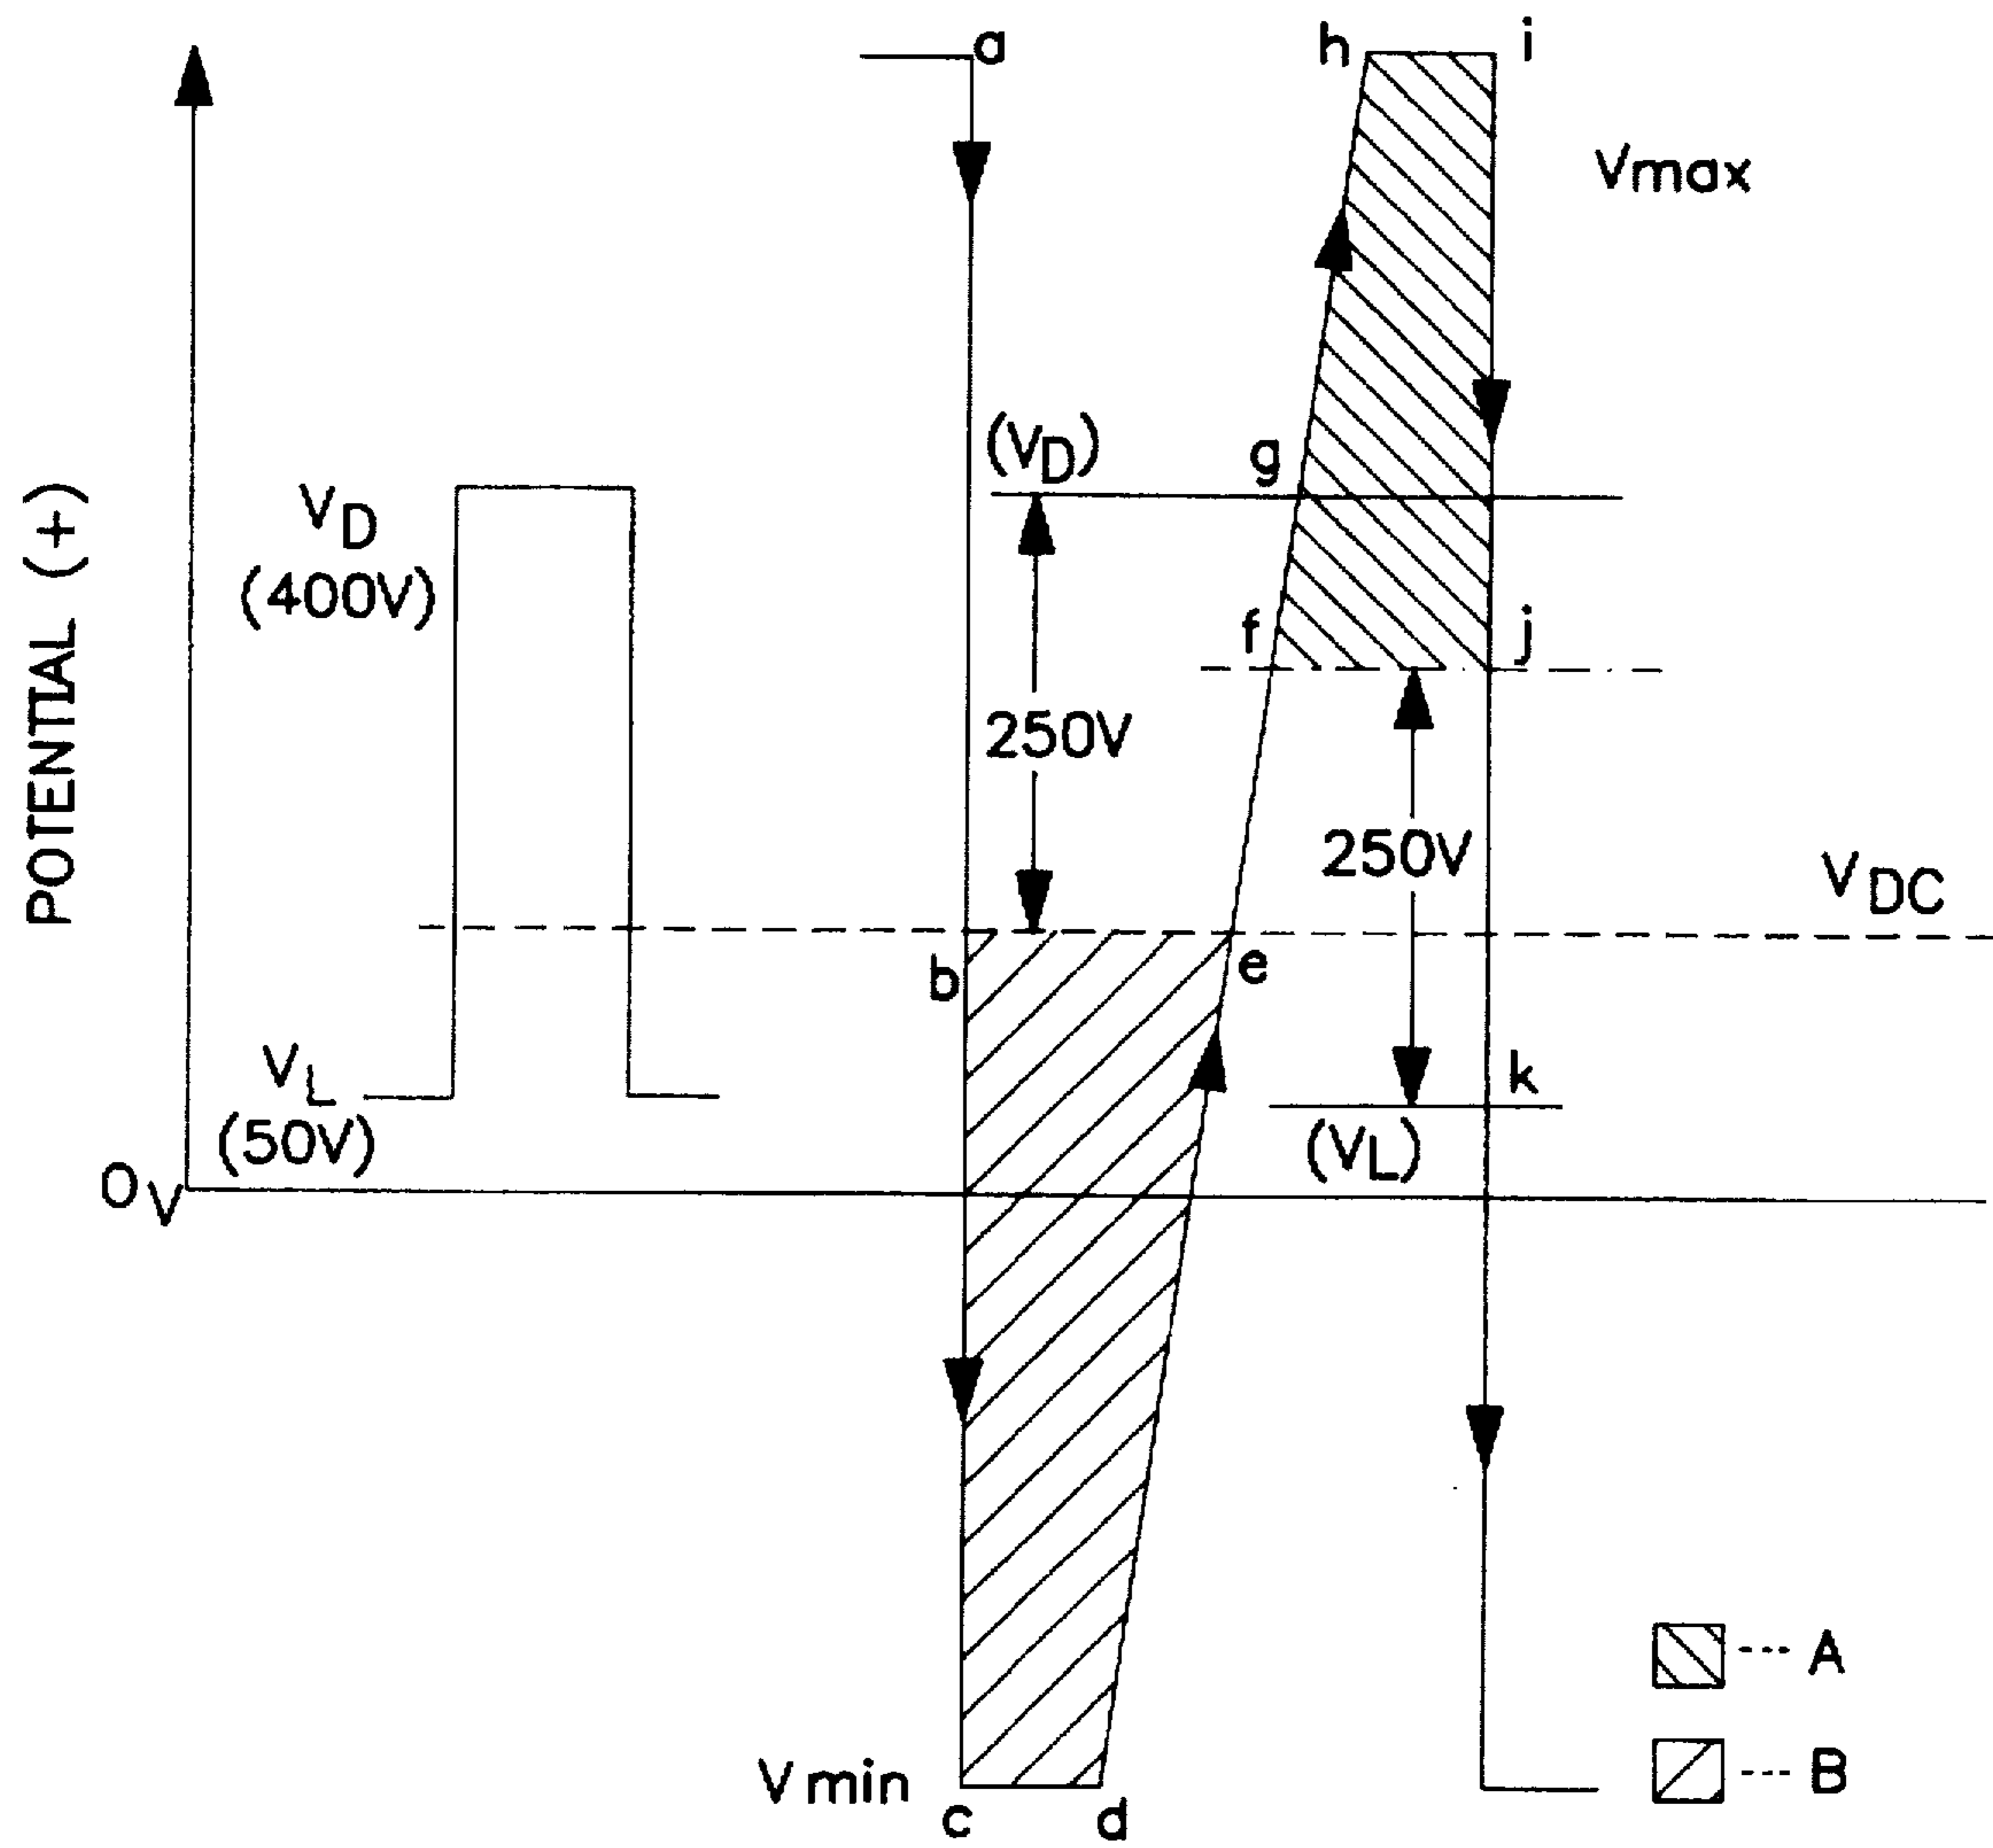 POTENTIAL (+)
a
h
i
Vmax
(VD)
g
VD
(400V)
f
j
250V
250V
VDC
b
e
VL
(50V)
k
(VL)
0V
A
B
Vmin
c
d